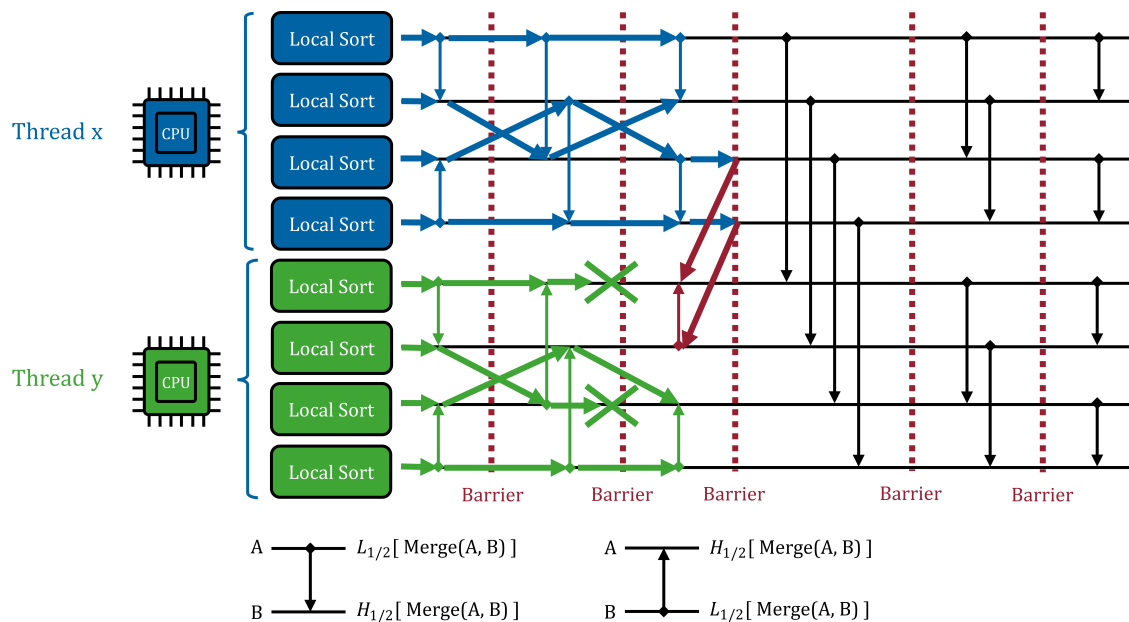 Local Sort
Local Sort
Thread x
CPU
Local Sort
Local Sort
Local Sort
Local Sort
Thread y
CPU
Local Sort
Local Sort
Barrier Barrier Barrier Barrier Barrier
A L1/2[ Merge(A, B) ] A H1/2[ Merge(A, B) ]
B H1/2[ Merge(A, B) ] B L1/2[ Merge(A, B) ]